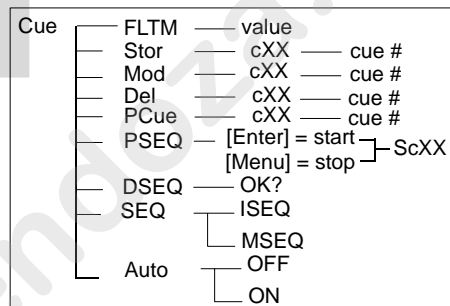 Cue FLTM value
Stor cXX cue #
Mod cXX cue #
Del cXX cue #
PCue cXX cue #
PSEQ [Enter] = start
[Menu] = stop ScXX
DSEQ OK?
SEQ ISEQ
MSEQ
Auto OFF
ON